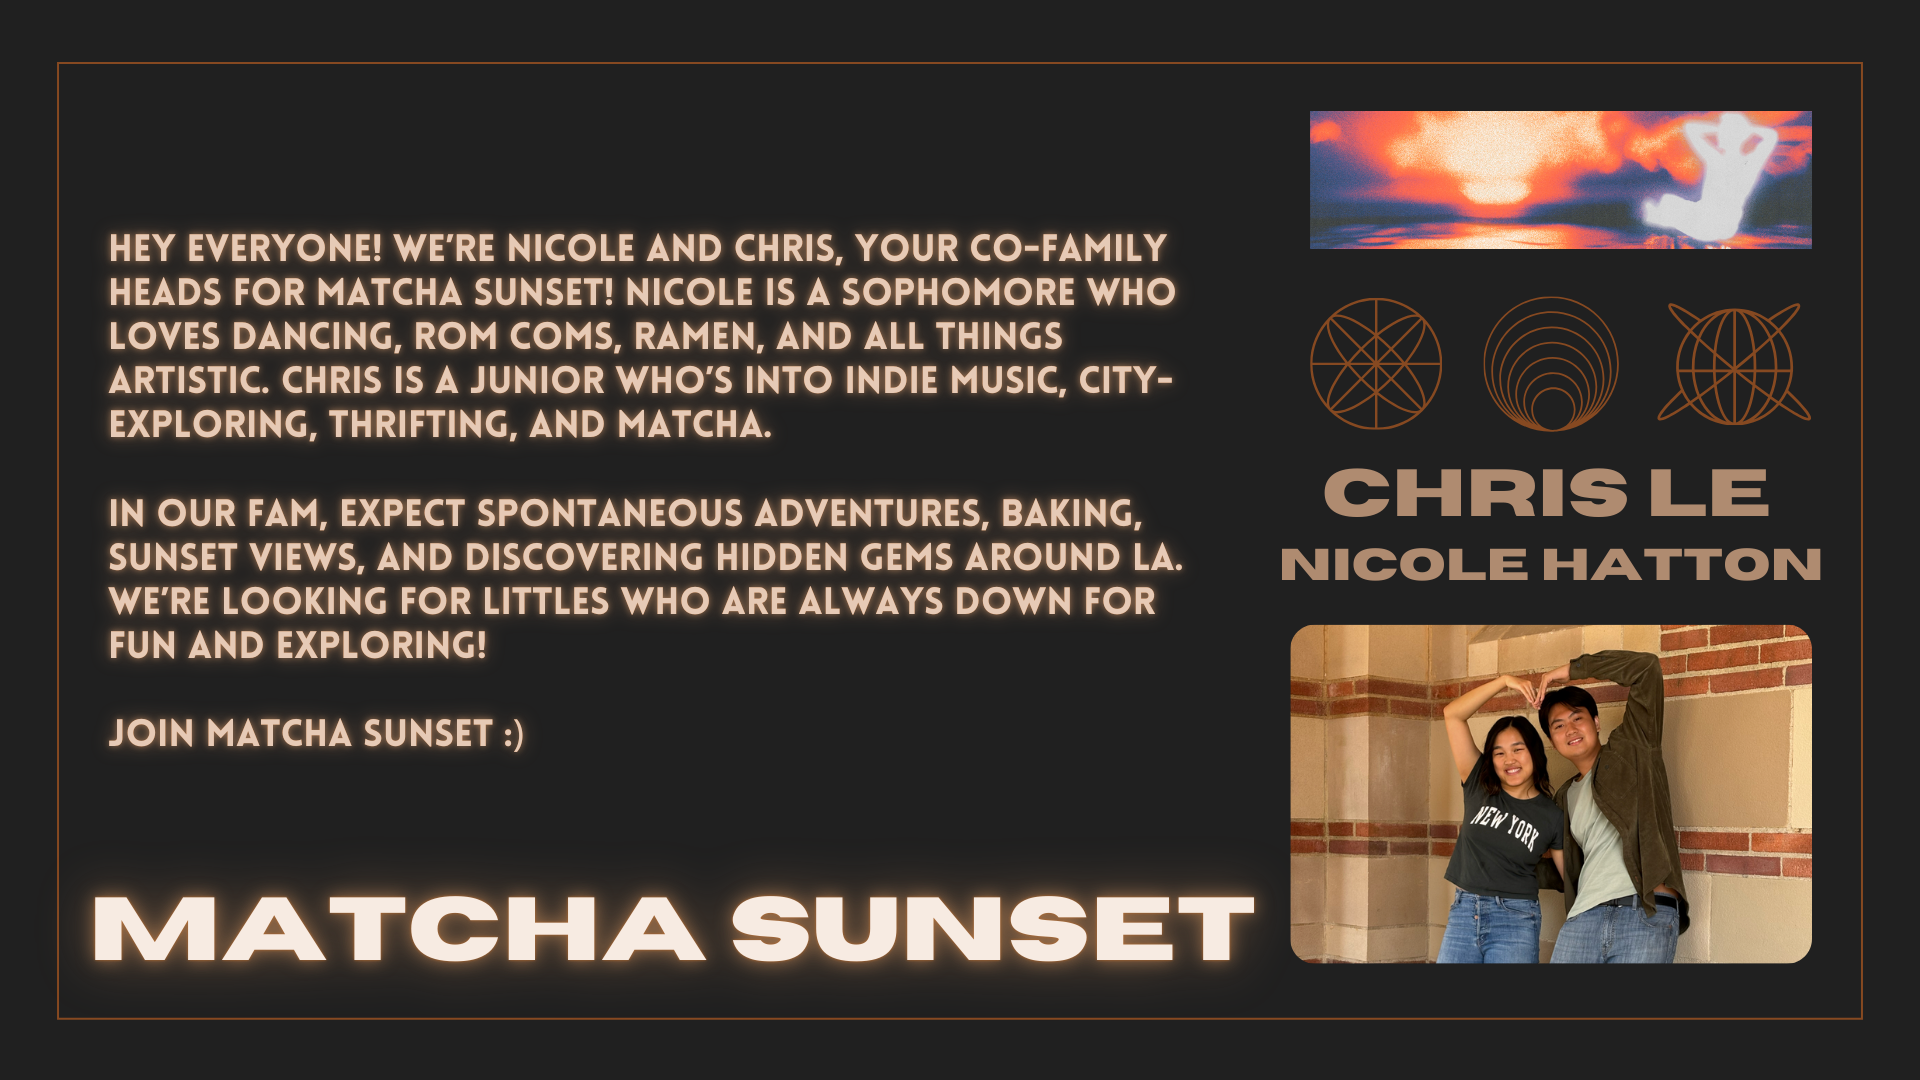 HEY EVERYONE! WE’RE NICOLE AND CHRIS, YOUR CO-FAMILY
HEADS FOR MATCHA SUNSET! NICOLE IS A SOPHOMORE WHO
LOVES DANCING, ROM COMS, RAMEN, AND ALL THINGS
ARTISTIC. CHRIS IS A JUNIOR WHO’S INTO INDIE MUSIC, CITY-
EXPLORING, THRIFTING, AND MATCHA.
IN OUR FAM, EXPECT SPONTANEOUS ADVENTURES, BAKING,
SUNSET VIEWS, AND DISCOVERING HIDDEN GEMS AROUND LA.
WE’RE LOOKING FOR LITTLES WHO ARE ALWAYS DOWN FOR
FUN AND EXPLORING!
JOIN MATCHA SUNSET :)
MATCHA SUNSET
CHRIS LE
NICOLE HATTON
NEW YORK